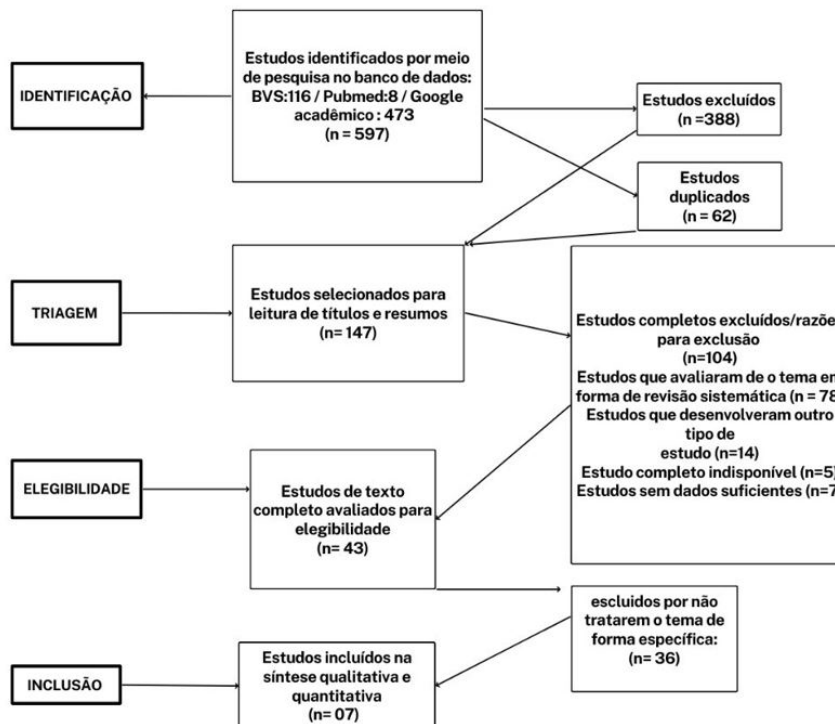 Estudos identificados por meio
de pesquisa no banco de dados:
BVS:116 / Pubmed:8 / Google
acadêmico : 473
(n = 597)
IDENTIFICAÇÃO
Estudos excluídos
(n =388)
Estudos
duplicados
(n = 62)
TRIAGEM
Estudos selecionados para
leitura de títulos e resumos
(n= 147)
Estudos completos excluídos/razõe
para exclusão
(n=104)
Estudos que avaliaram de o tema em
forma de revisão sistemática (n = 78
Estudos que desenvolveram outro
tipo de
estudo (n=14)
Estudo completo indisponível (n=5)
Estudos sem dados suficientes (n=7
ELEGIBILIDADE
Estudos de texto
completo avaliados para
elegibilidade
(n= 43)
escluidos por não
tratarem o tema de
forma específica:
(n= 36)
INCLUSÃO
Estudos incluídos na
síntese qualitativa e
quantitativa
(n= 07)